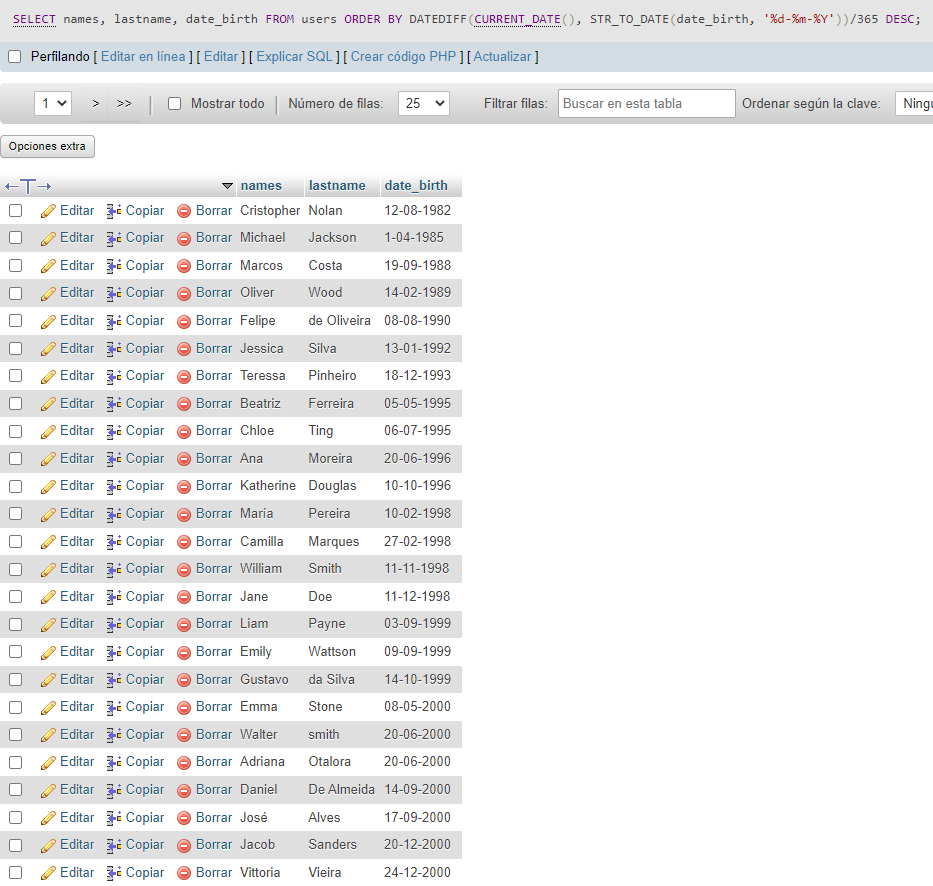 SELECT names, lastname, date_birth FROM users ORDER BY DATEDIFF(CURRENT_DATE(), STR_TO_DATE(date_birth, '%d-%m-%Y'))/365 DESC;
Perfilando [ Editar en línea ] [ Editar ] [ Explicar SQL ] [ Crear código PHP ] [ Actualizar ]
1 > >> | Mostrar todo | Número de filas: 25 Filtrar filas: Buscar en esta tabla Ordenar según la clave: Ningu
Opciones extra
←T→ names lastname date_birth
Editar Copiar Borrar Cristopher Nolan 12-08-1982
Editar Copiar Borrar Michael Jackson 1-04-1985
Editar Copiar Borrar Marcos Costa 19-09-1988
Editar Copiar Borrar Oliver Wood 14-02-1989
Editar Copiar Borrar Felipe de Oliveira 08-08-1990
Editar Copiar Borrar Jessica Silva 13-01-1992
Editar Copiar Borrar Teressa Pinheiro 18-12-1993
Editar Copiar Borrar Beatriz Ferreira 05-05-1995
Editar Copiar Borrar Chloe Ting 06-07-1995
Editar Copiar Borrar Ana Moreira 20-06-1996
Editar Copiar Borrar Katherine Douglas 10-10-1996
Editar Copiar Borrar María Pereira 10-02-1998
Editar Copiar Borrar Camilla Marques 27-02-1998
Editar Copiar Borrar William Smith 11-11-1998
Editar Copiar Borrar Jane Doe 11-12-1998
Editar Copiar Borrar Liam Payne 03-09-1999
Editar Copiar Borrar Emily Wattson 09-09-1999
Editar Copiar Borrar Gustavo da Silva 14-10-1999
Editar Copiar Borrar Emma Stone 08-05-2000
Editar Copiar Borrar Walter smith 20-06-2000
Editar Copiar Borrar Adriana Otalora 20-06-2000
Editar Copiar Borrar Daniel De Almeida 14-09-2000
Editar Copiar Borrar José Alves 17-09-2000
Editar Copiar Borrar Jacob Sanders 20-12-2000
Editar Copiar Borrar Vittoria Vieira 24-12-2000